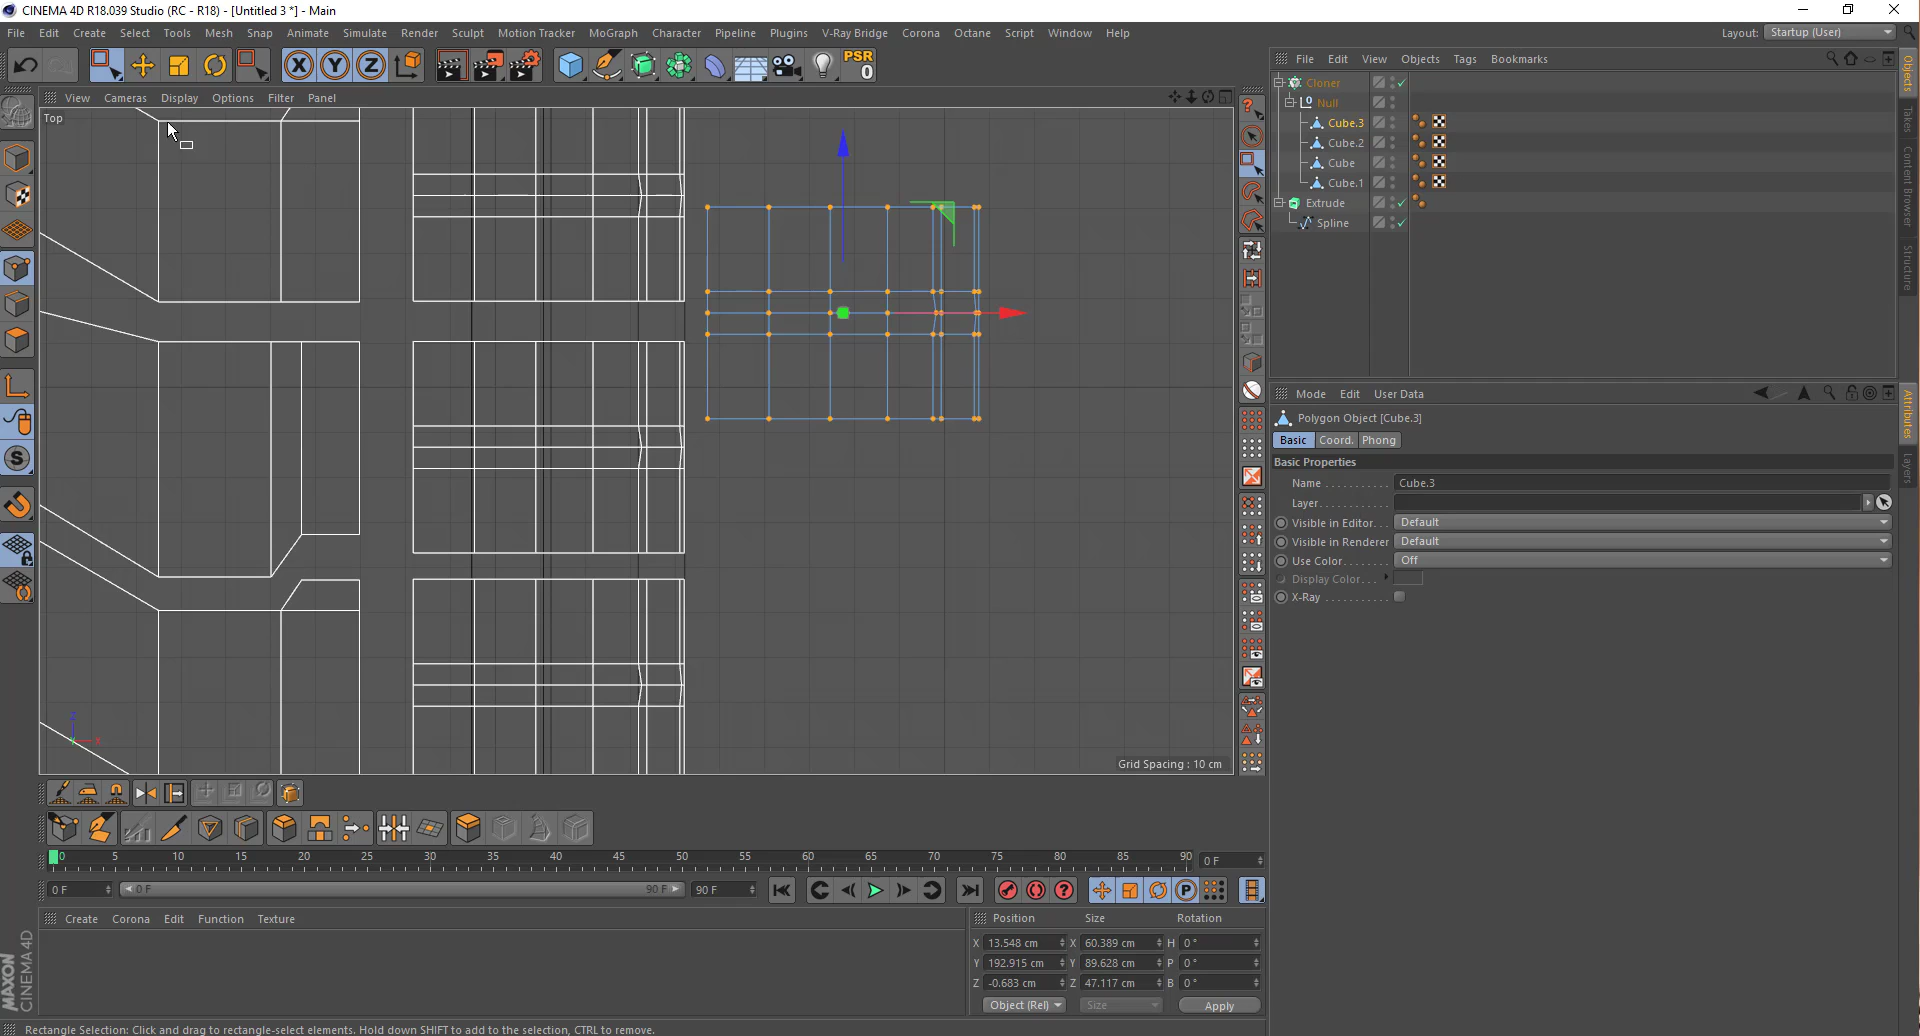 CINEMA 4D R18.039 Studio (RC - R18) - [Untitled 3 *] - Main
File Edit Create Select Tools Mesh Snap Animate Simulate Render Sculpt Motion Tracker MoGraph Character Pipeline Plugins V-Ray Bridge Corona Octane Script Window Help
Layout: Startup (User)
X Y Z PSR 0
File Edit View Objects Tags Bookmarks
View Cameras Display Options Filter Panel
Top
Cloner
Null
Cube.3
Cube.2
Cube
Cube.1
Extrude
Spline
Objects
Takes
Content Browser
Structure
Mode Edit User Data
Polygon Object [Cube.3]
Basic Coord. Phong
Basic Properties
Name Cube.3
Layer
Visible in Editor Default
Visible in Renderer Default
Use Color Off
Display Color
X-Ray
Attributes
Layers
Z
Y
X
Grid Spacing : 10 cm
0 5 10 15 20 25 30 35 40 45 50 55 60 65 70 75 80 85 90
0 F
0 F 0 F 90 F 90 F
Create Corona Edit Function Texture
Position Size Rotation
X 13.548 cm X 60.389 cm H 0 °
Y 192.915 cm Y 89.628 cm P 0 °
Z -0.683 cm Z 47.117 cm B 0 °
Object (Rel) Size Apply
MAXON
CINEMA 4D
Rectangle Selection: Click and drag to rectangle-select elements. Hold down SHIFT to add to the selection, CTRL to remove.